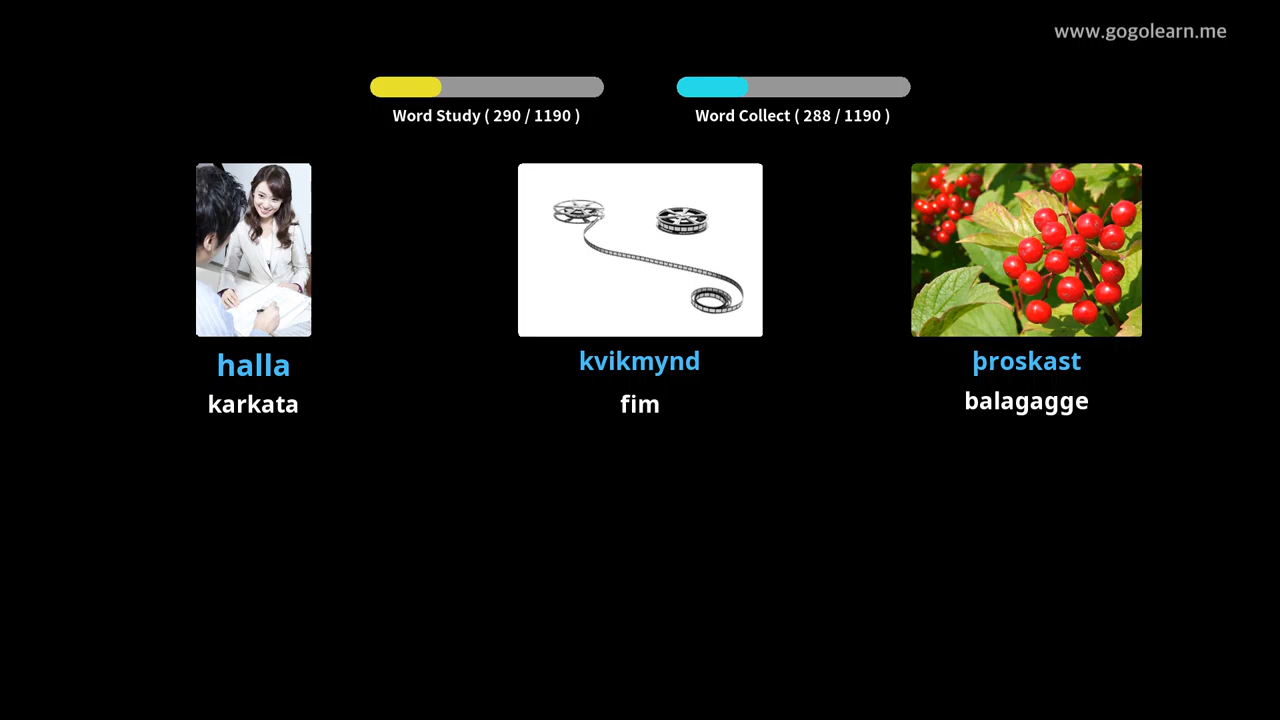 www.gogolearn.me
Word Study ( 290 / 1190 )
Word Collect ( 288 / 1190 )
halla
karkata
kvikmynd
fim
þroskast
balagagge